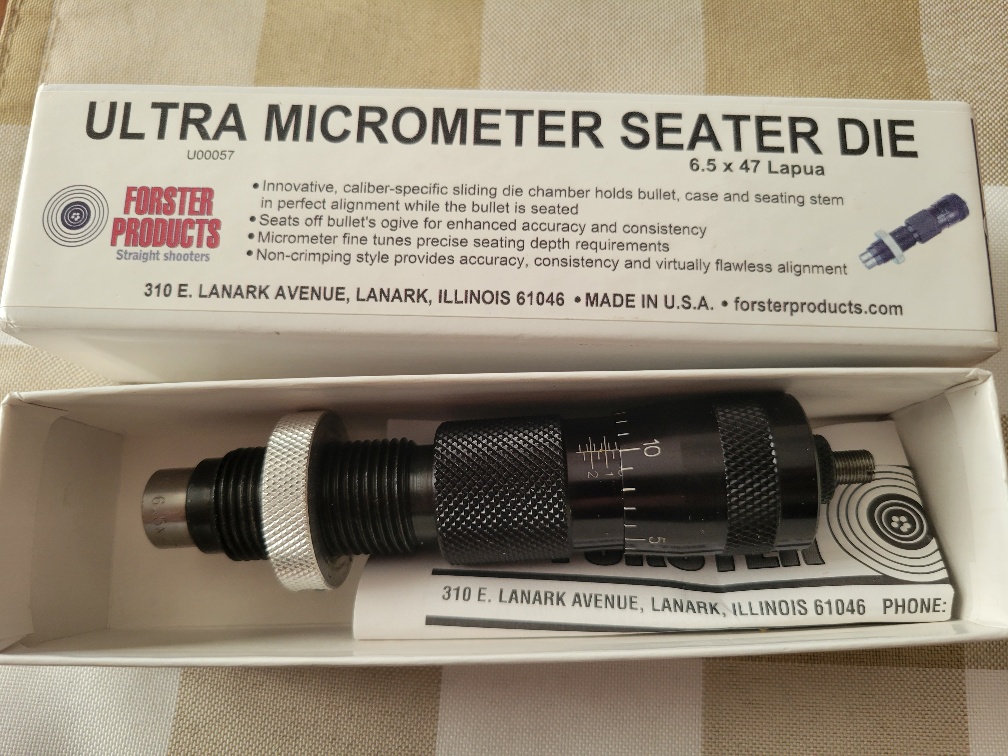 ULTRA MICROMETER SEATER DIE
U00057
6.5 x 47 Lapua
FORSTER
PRODUCTS
Straight shooters
• Innovative, caliber-specific sliding die chamber holds bullet, case and seating stem
in perfect alignment while the bullet is seated
• Seats off bullet's ogive for enhanced accuracy and consistency
• Micrometer fine tunes precise seating depth requirements
• Non-crimping style provides accuracy, consistency and virtually flawless alignment
310 E. LANARK AVENUE, LANARK, ILLINOIS 61046 • MADE IN U.S.A. • forsterproducts.com
10
1
2
5
310 E. LANARK AVENUE, LANARK, ILLINOIS 61046 PHONE: